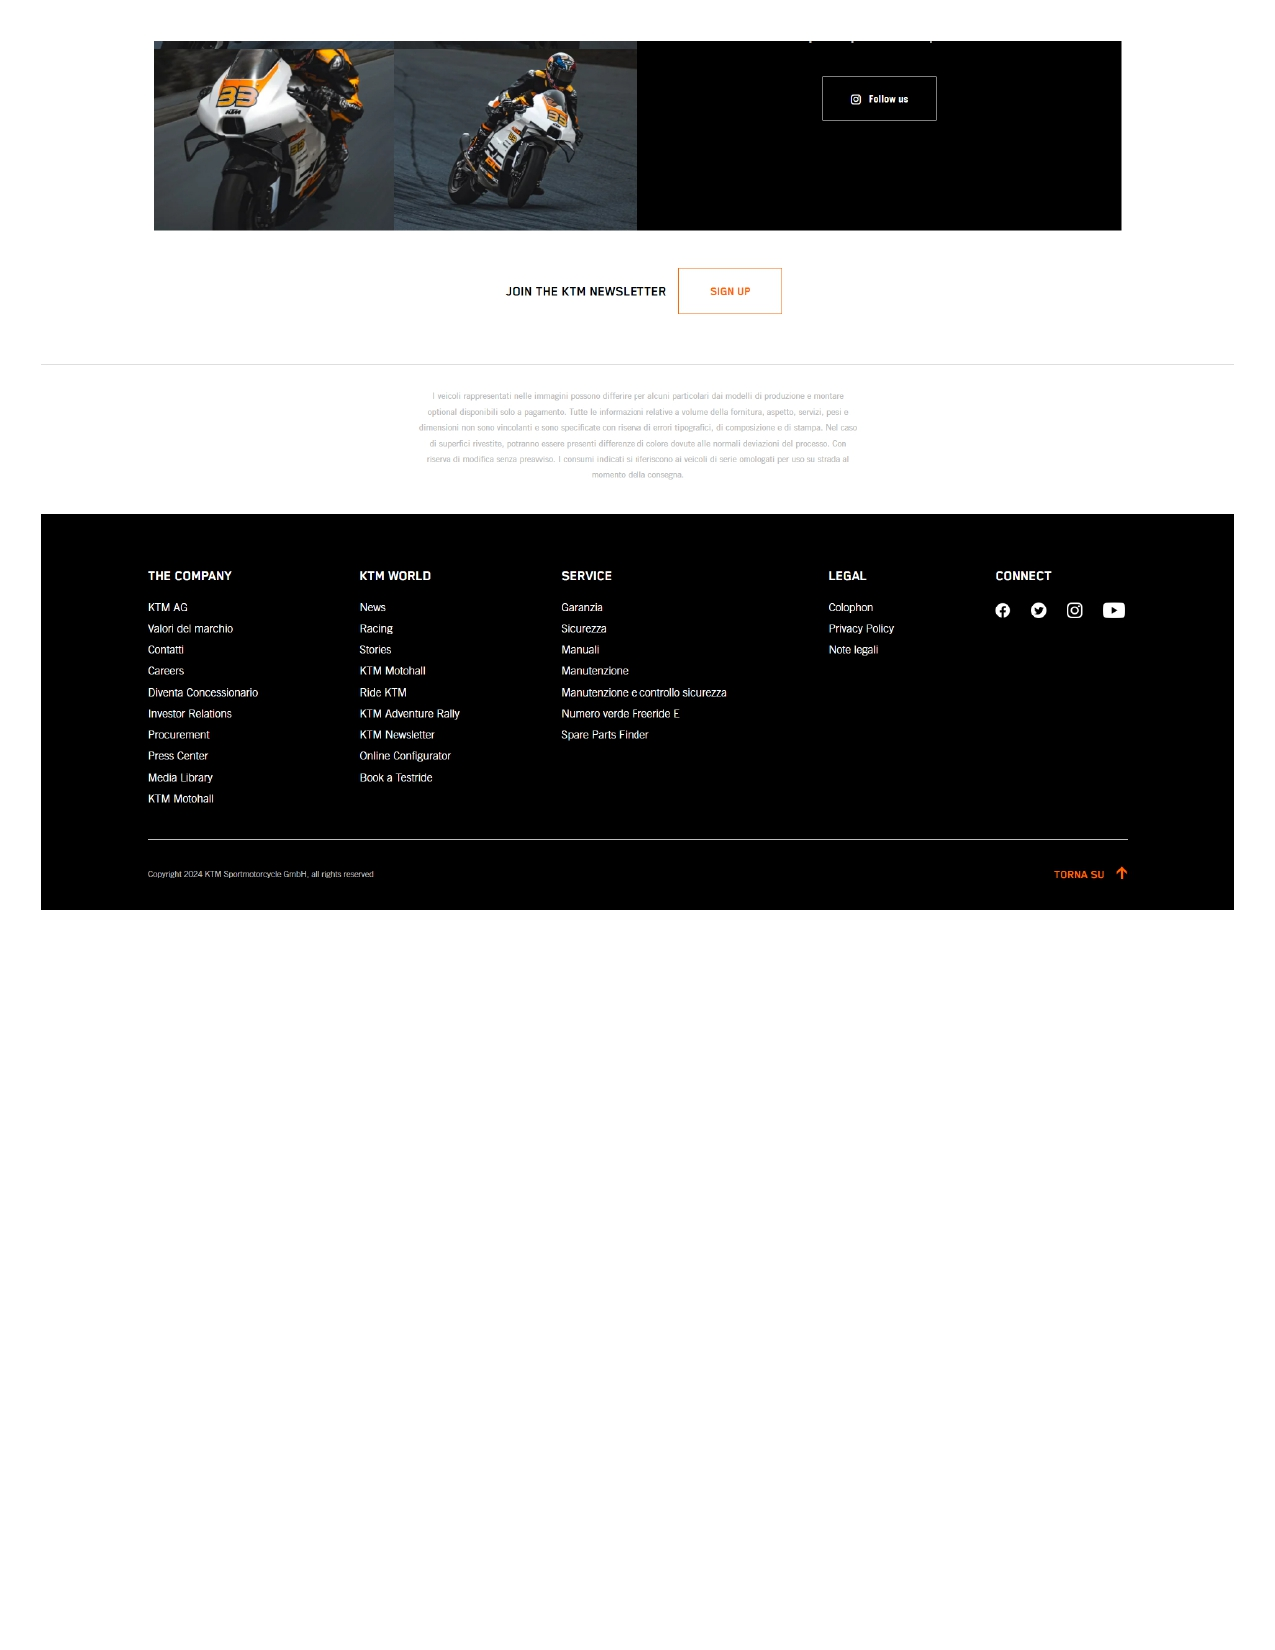 33
KTM
33
Follow us
JOIN THE KTM NEWSLETTER
SIGN UP
I veicoli rappresentati nelle immagini possono differire per alcuni particolari dai modelli di produzione e montare
optional disponibili solo a pagamento. Tutte le informazioni relative a volume della fornitura, aspetto, servizi, pesi e
dimensioni non sono vincolanti e sono specificate con riserva di errori tipografici, di composizione e di stampa. Nel caso
di superfici rivestite, potranno essere presenti differenze di colore dovute alle normali deviazioni del processo. Con
riserva di modifica senza preavviso. I consumi indicati si riferiscono ai veicoli di serie omologati per uso su strada al
momento della consegna.
THE COMPANY
KTM AG
Valori del marchio
Contatti
Careers
Diventa Concessionario
Investor Relations
Procurement
Press Center
Media Library
KTM Motohall
KTM WORLD
News
Racing
Stories
KTM Motohall
Ride KTM
KTM Adventure Rally
KTM Newsletter
Online Configurator
Book a Testride
SERVICE
Garanzia
Sicurezza
Manuali
Manutenzione
Manutenzione e controllo sicurezza
Numero verde Freeride E
Spare Parts Finder
LEGAL
Colophon
Privacy Policy
Note legali
CONNECT
Copyright 2024 KTM Sportmotorcycle GmbH, all rights reserved
TORNA SU